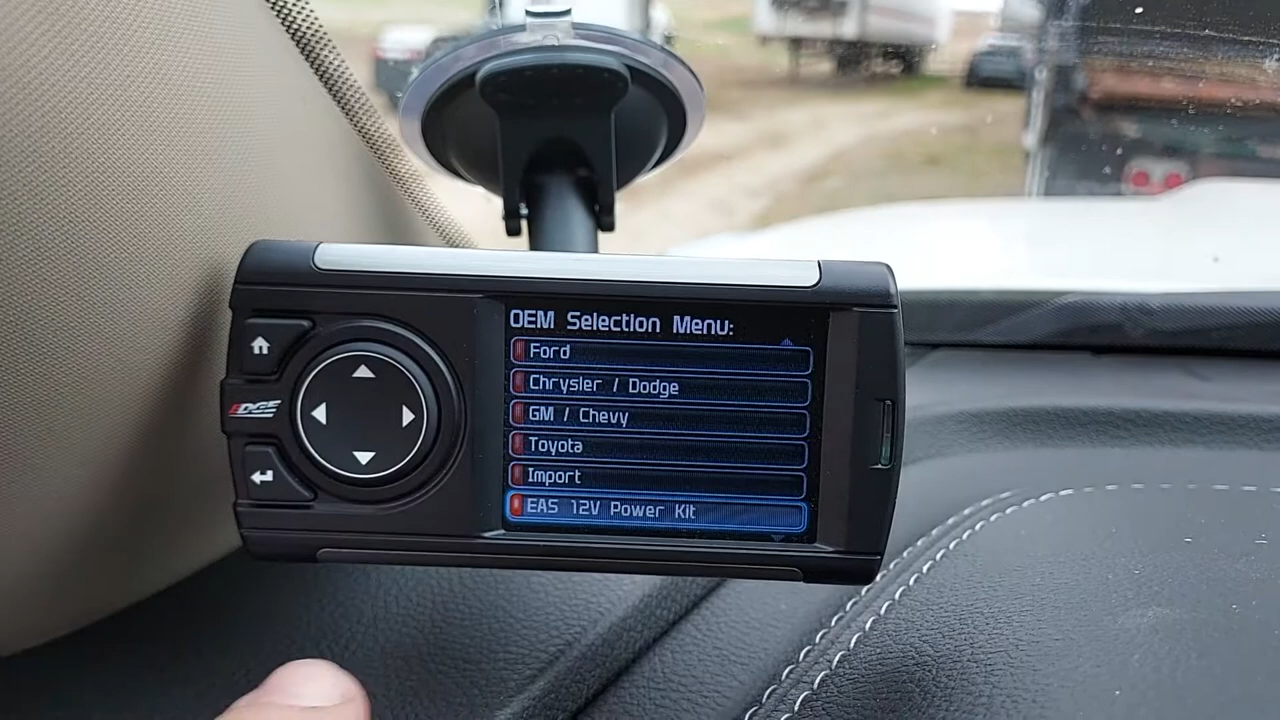 OEM Selection Menu:
Ford
Chrysler / Dodge
GM / Chevy
Toyota
Import
EAS 12V Power Kit
EDGE